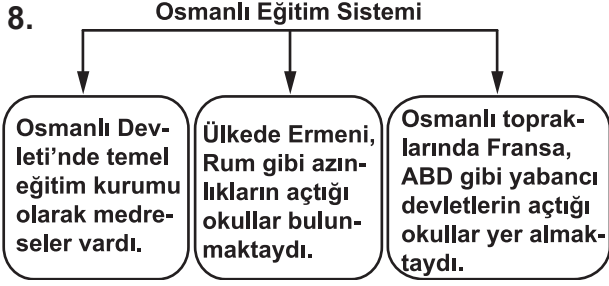 8.
Osmanlı Eğitim Sistemi
Osmanlı Dev-
leti’nde temel
eğitim kurumu
olarak medre-
seler vardı.
Ülkede Ermeni,
Rum gibi azın-
lıkların açtığı
okullar bulun-
maktaydı.
Osmanlı toprak-
larında Fransa,
ABD gibi yabancı
devletlerin açtığı
okullar yer almak-
taydı.